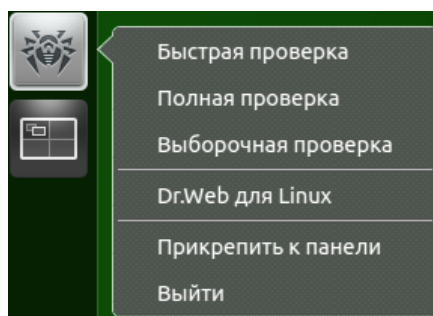 Быстрая проверка
Полная проверка
Выборочная проверка
Dr.Web для Linux
Прикрепить к панели
Выйти